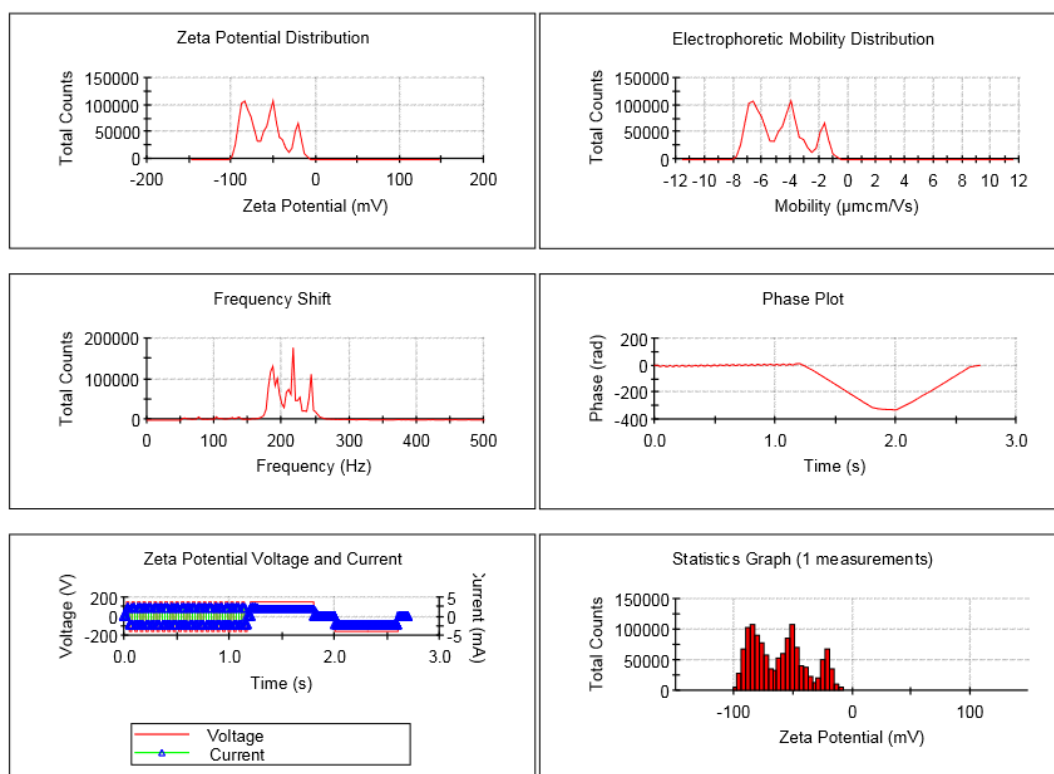 Zeta Potential Distribution
Total Counts
150000
100000
50000
0
-200 -100 0 100 200
Zeta Potential (mV)
Electrophoretic Mobility Distribution
Total Counts
150000
100000
50000
0
-12 -10 -8 -6 -4 -2 0 2 4 6 8 10 12
Mobility (µmcm/Vs)
Frequency Shift
Total Counts
200000
100000
0
0 100 200 300 400 500
Frequency (Hz)
Phase Plot
Phase (rad)
200
0
-200
-400
0.0 1.0 2.0 3.0
Time (s)
Zeta Potential Voltage and Current
Voltage (V)
200
0
-200
5
0
-5
(mA)
0.0 1.0 2.0 3.0
Time (s)
Voltage
Current
Statistics Graph (1 measurements)
Total Counts
150000
100000
50000
0
-100 0 100
Zeta Potential (mV)